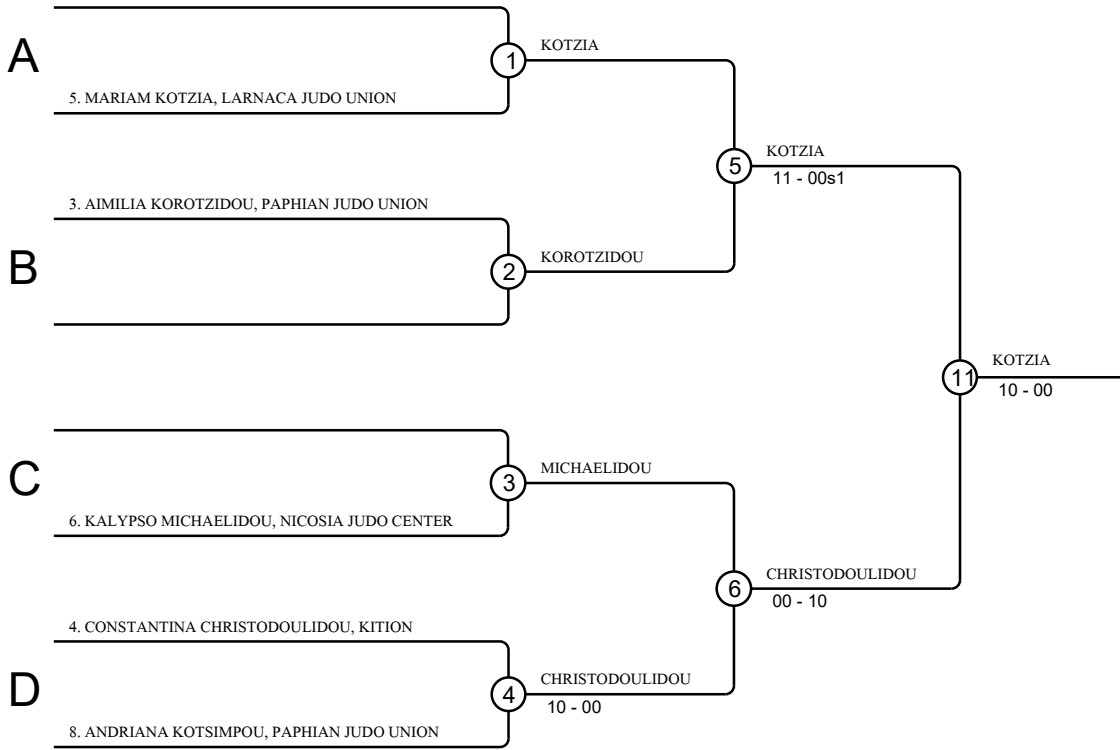 A
1
KOTZIA
5. MARIAM KOTZIA, LARNACA JUDO UNION
5
KOTZIA
11 - 00s1
3. AIMILIA KOROTZIDOU, PAPHIAN JUDO UNION
B
2
KOROTZIDOU
11
KOTZIA
10 - 00
C
3
MICHAELIDOU
6. KALYPSO MICHAELIDOU, NICOSIA JUDO CENTER
6
CHRISTODOULIDOU
00 - 10
4. CONSTANTINA CHRISTODOULIDOU, KITION
D
4
CHRISTODOULIDOU
10 - 00
8. ANDRIANA KOTSIMPOU, PAPHIAN JUDO UNION